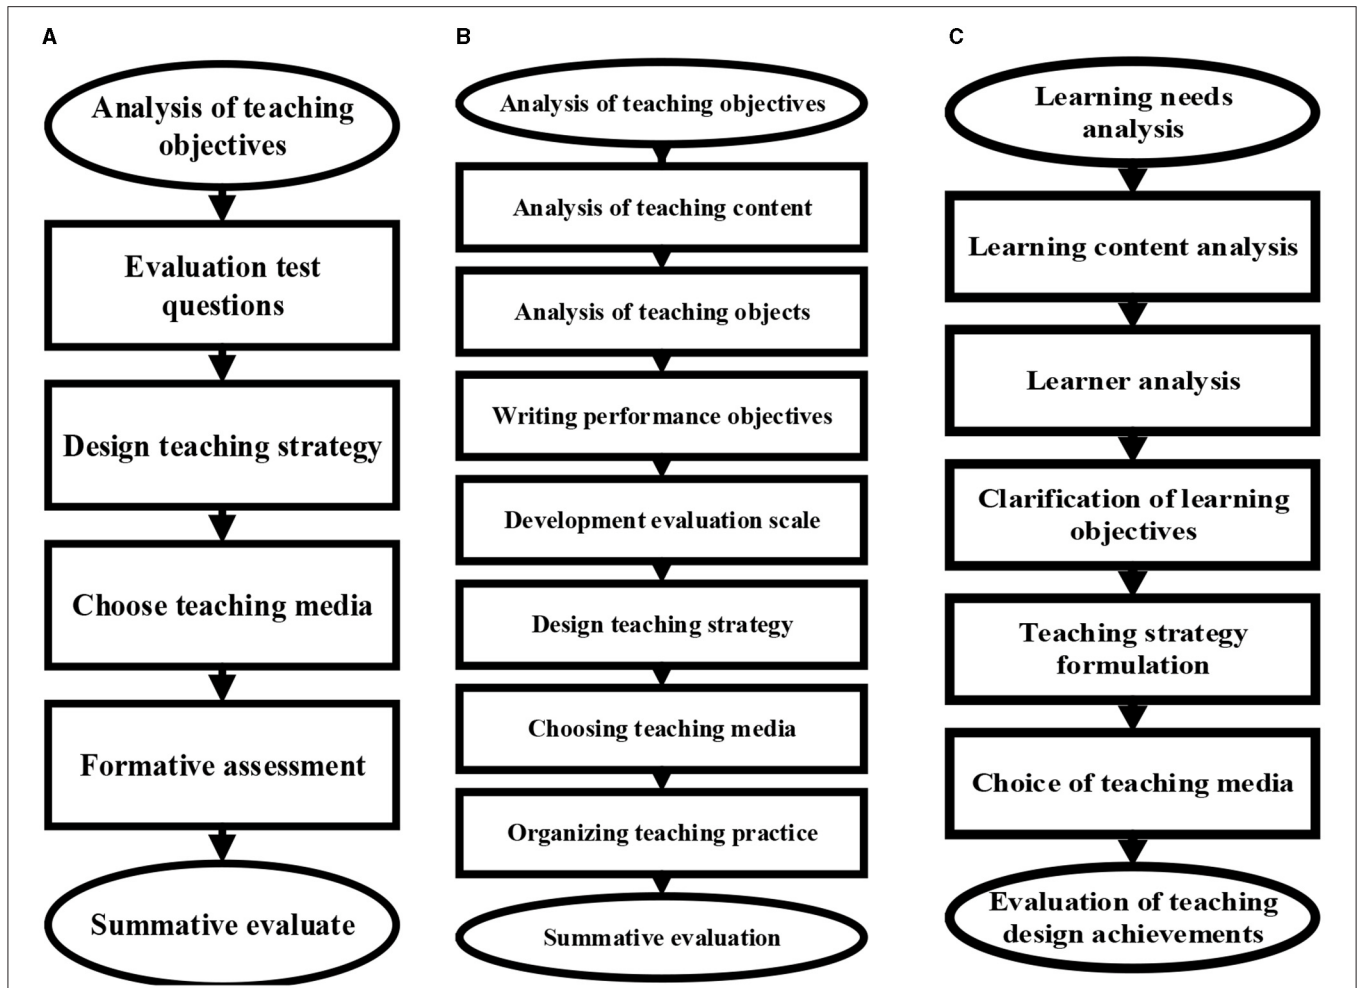 A
Analysis of teaching
objectives
Evaluation test
questions
Design teaching strategy
Choose teaching media
Formative assessment
Summative evaluate
B
Analysis of teaching objectives
Analysis of teaching content
Analysis of teaching objects
Writing performance objectives
Development evaluation scale
Design teaching strategy
Choosing teaching media
Organizing teaching practice
Summative evaluation
C
Learning needs
analysis
Learning content analysis
Learner analysis
Clarification of learning
objectives
Teaching strategy
formulation
Choice of teaching media
Evaluation of teaching
design achievements